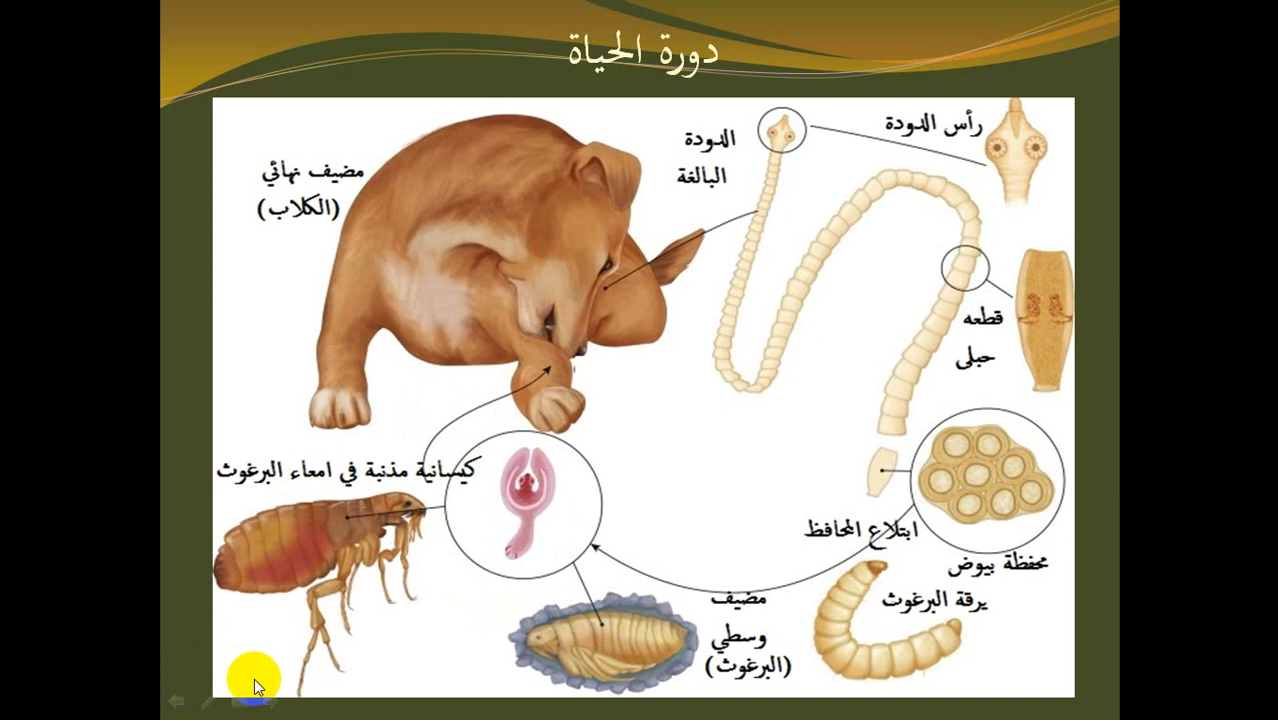 دورة الحياة
رأس الدودة
الدودة
البالغة
مضيف نهائي
(الكلاب)
قطعه
حبلى
كيسانية مذنبة في امعاء البرغوث
ابتلاع المحافظ
محفظة بيوض
يرقة البرغوث
مضيف
وسطي
(البرغوث)